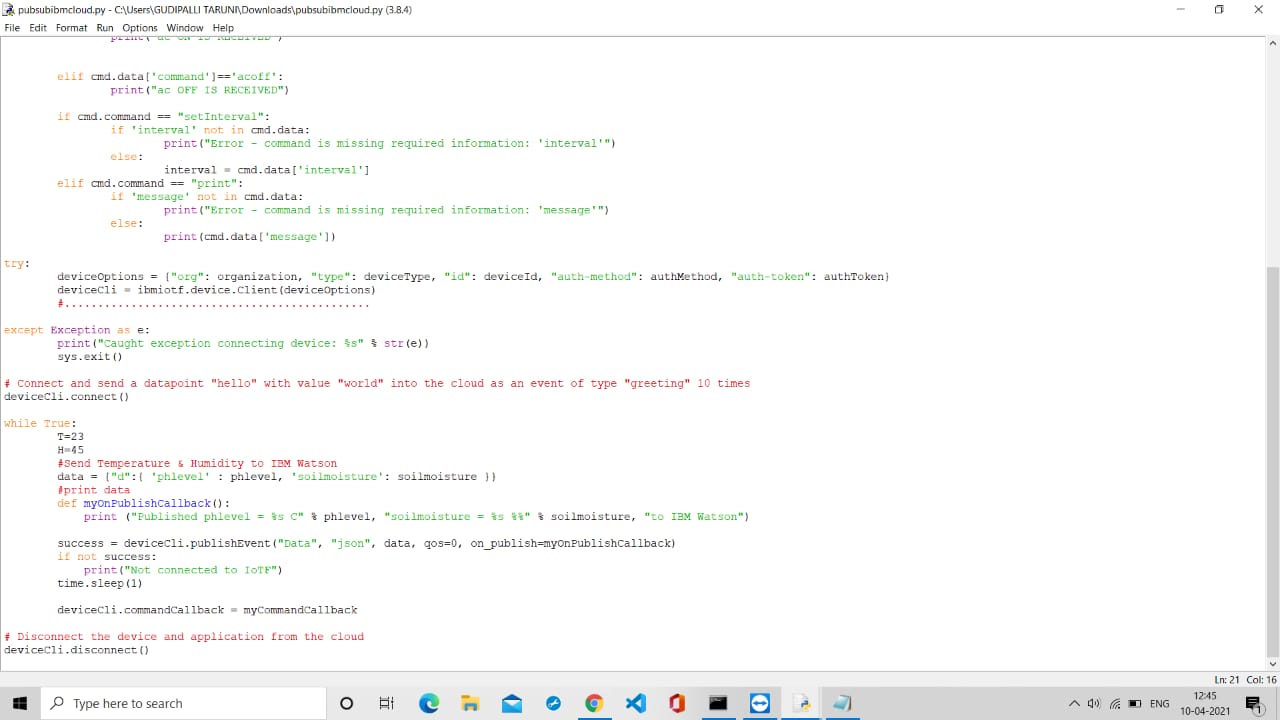 pubsubibmcloud.py - C:\Users\GUDIPALLI TARUNI\Downloads\pubsubibmcloud.py (3.8.4)
File Edit Format Run Options Window Help
print("ac ON IS RECEIVED")
elif cmd.data['command']=='acoff':
print("ac OFF IS RECEIVED")
if cmd.command == "setInterval":
if 'interval' not in cmd.data:
print("Error - command is missing required information: 'interval'")
else:
interval = cmd.data['interval']
elif cmd.command == "print":
if 'message' not in cmd.data:
print("Error - command is missing required information: 'message'")
else:
print(cmd.data['message'])
try:
deviceOptions = {"org": organization, "type": deviceType, "id": deviceId, "auth-method": authMethod, "auth-token": authToken}
deviceCli = ibmiotf.device.Client(deviceOptions)
#..............................................
except Exception as e:
print("Caught exception connecting device: %s" % str(e))
sys.exit()
# Connect and send a datapoint "hello" with value "world" into the cloud as an event of type "greeting" 10 times
deviceCli.connect()
while True:
T=23
H=45
#Send Temperature & Humidity to IBM Watson
data = {"d":{ 'phlevel' : phlevel, 'soilmoisture': soilmoisture }}
#print data
def myOnPublishCallback():
print ("Published phlevel = %s C" % phlevel, "soilmoisture = %s %%" % soilmoisture, "to IBM Watson")
success = deviceCli.publishEvent("Data", "json", data, qos=0, on_publish=myOnPublishCallback)
if not success:
print("Not connected to IoTF")
time.sleep(1)
deviceCli.commandCallback = myCommandCallback
# Disconnect the device and application from the cloud
deviceCli.disconnect()
Ln: 21 Col: 16
Type here to search
ENG
12:45
10-04-2021
1